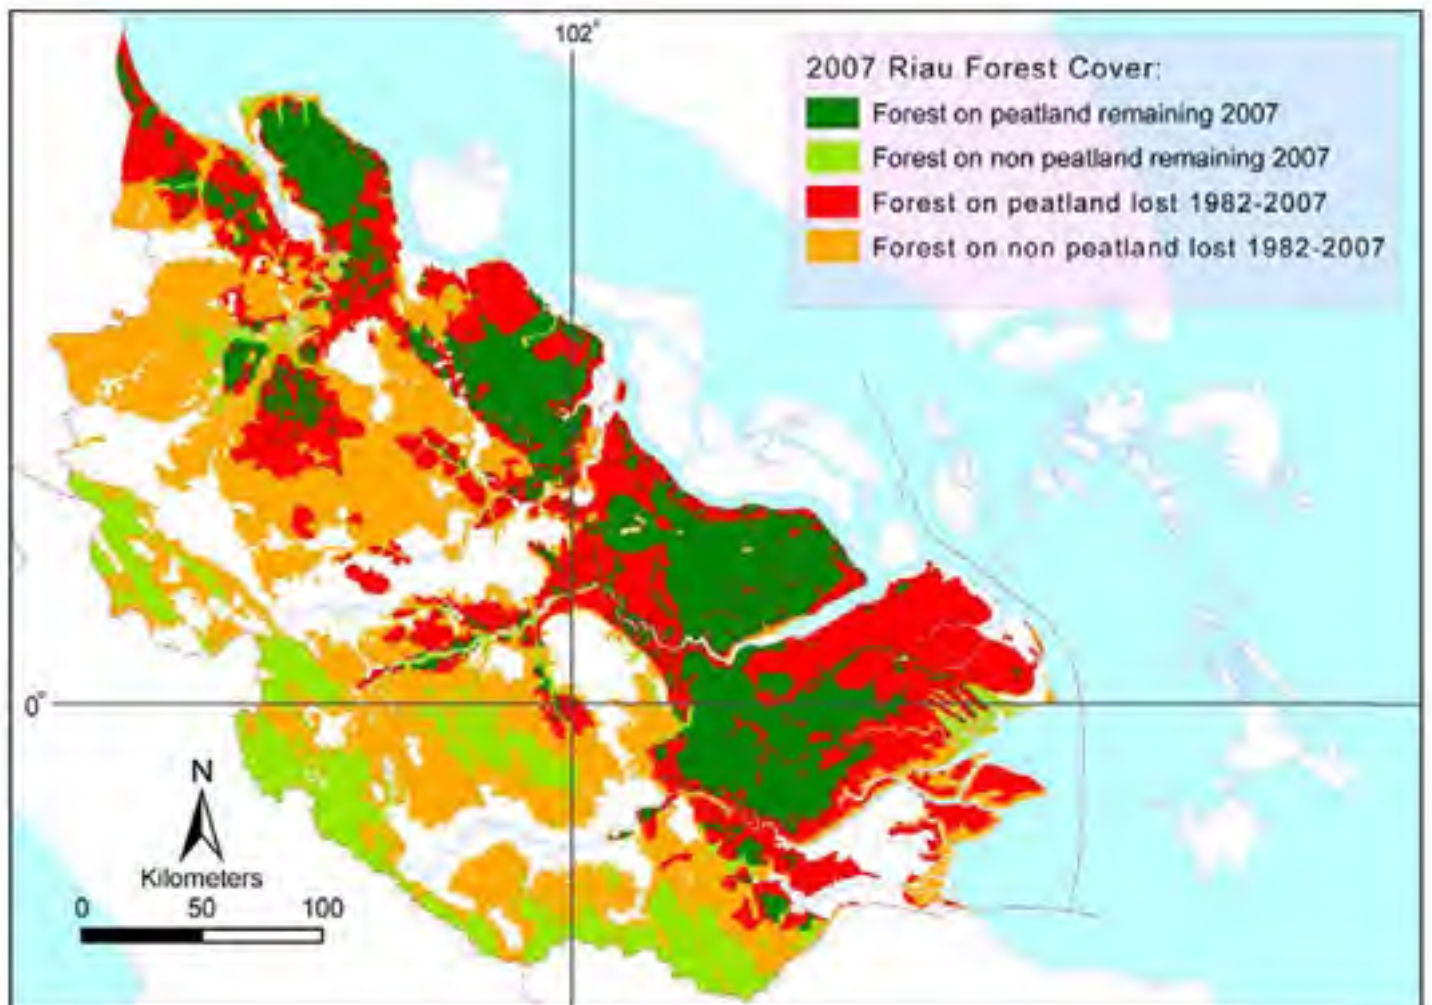 102°
2007 Riau Forest Cover:
Forest on peatland remaining 2007
Forest on non peatland remaining 2007
Forest on peatland lost 1982-2007
Forest on non peatland lost 1982-2007
0°
N
Kilometers
0 50 100